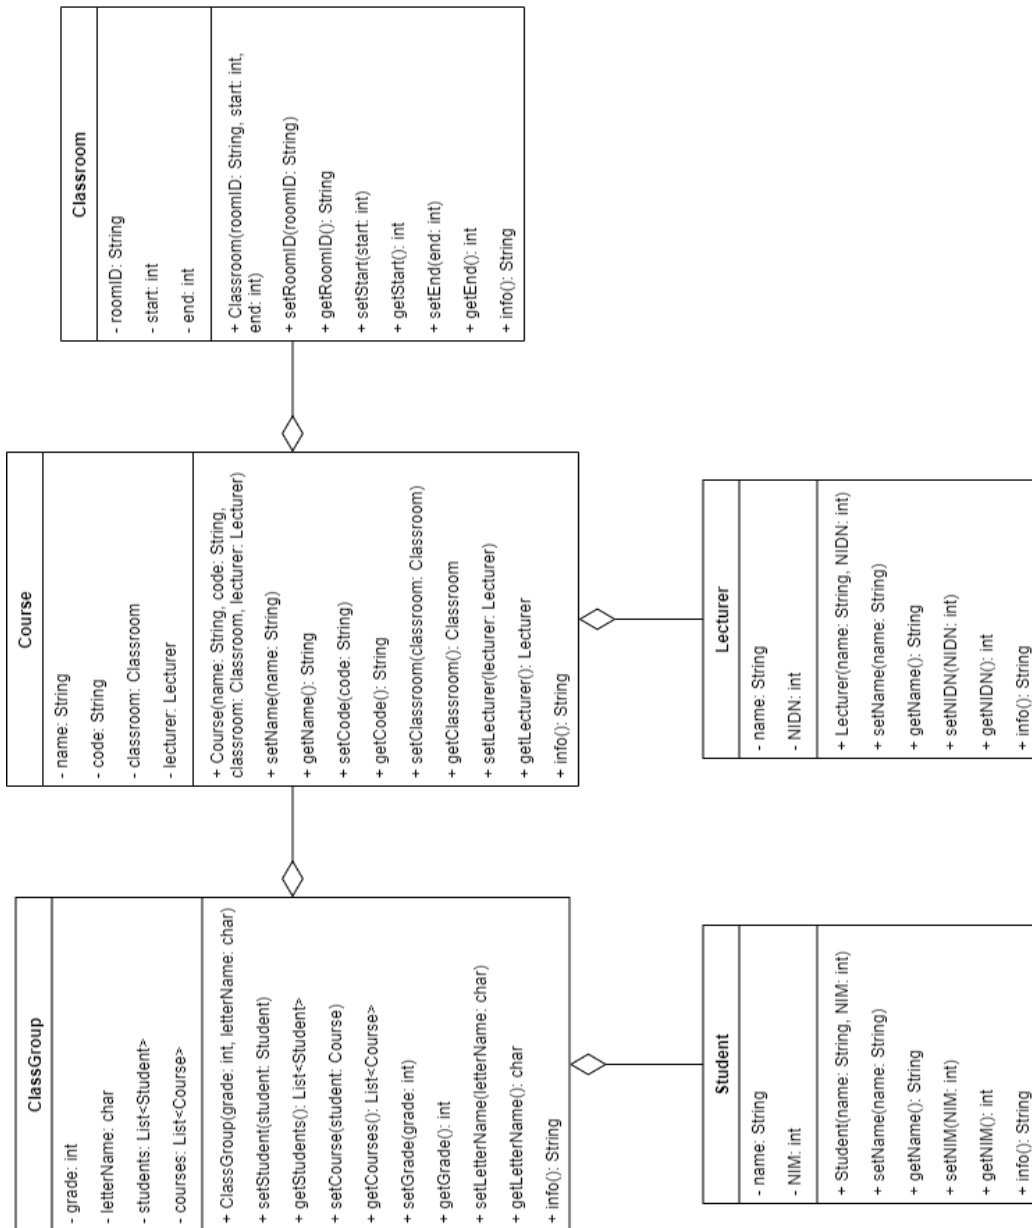 ClassGroup
- grade: int
- letterName: char
- students: List<Student>
- courses: List<Course>
+ ClassGroup(grade: int, letterName: char)
+ setStudent(student: Student)
+ getStudents(): List<Student>
+ setCourse(student: Course)
+ getCourses(): List<Course>
+ setGrade(grade: int)
+ getGrade(): int
+ setLetterName(letterName: char)
+ getLetterName(): char
+ info(): String
Course
- name: String
- code: String
- classroom: Classroom
- lecturer: Lecturer
+ Course(name: String, code: String,
classroom: Classroom, lecturer: Lecturer)
+ setName(name: String)
+ getName(): String
+ setCode(code: String)
+ getCode(): String
+ setClassroom(classroom: Classroom)
+ getClassroom(): Classroom
+ setLecturer(lecturer: Lecturer)
+ getLecturer(): Lecturer
+ info(): String
Classroom
- roomID: String
- start: int
- end: int
+ Classroom(roomID: String, start: int,
end: int)
+ setRoomID(roomID: String)
+ getRoomID(): String
+ setStart(start: int)
+ getStart(): int
+ setEnd(end: int)
+ getEnd(): int
+ info(): String
Student
- name: String
- NIM: int
+ Student(name: String, NIM: int)
+ setName(name: String)
+ getName(): String
+ setNIM(NIM: int)
+ getNIM(): int
+ info(): String
Lecturer
- name: String
- NIDN: int
+ Lecturer(name: String, NIDN: int)
+ setName(name: String)
+ getName(): String
+ setNIDN(NIDN: int)
+ getNIDN(): int
+ info(): String